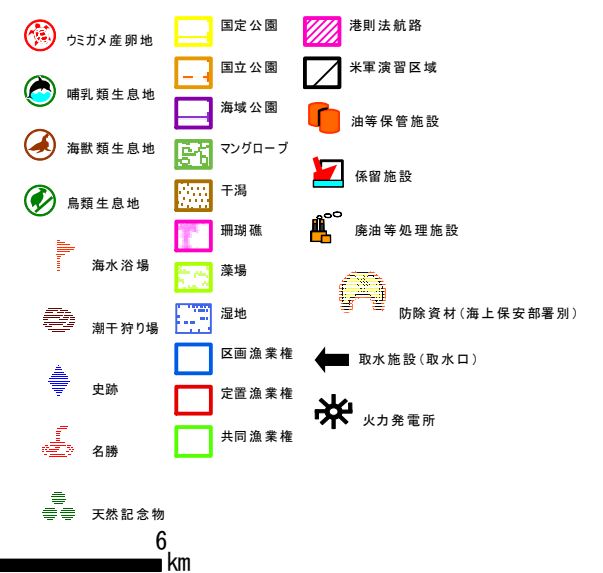 ウミガメ産卵地
哺乳類生息地
海獣類生息地
鳥類生息地
海水浴場
潮干狩り場
史跡
名勝
天然記念物
国定公園
国立公園
海域公園
マングローブ
干潟
珊瑚礁
藻場
湿地
区画漁業権
定置漁業権
共同漁業権
港則法航路
米軍演習区域
油等保管施設
係留施設
廃油等処理施設
防除資材(海上保安部署別)
取水施設(取水口)
火力発電所
6
km